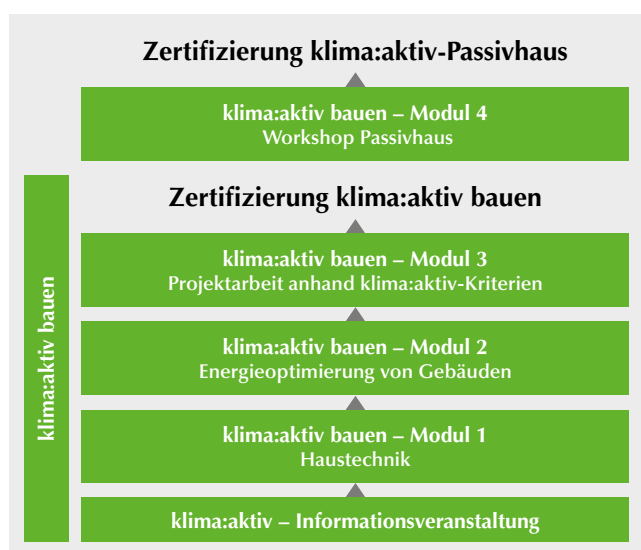 Zertifizierung klima:aktiv-Passivhaus
klima:aktiv bauen – Modul 4
Workshop Passivhaus
Zertifizierung klima:aktiv bauen
klima:aktiv bauen – Modul 3
Projektarbeit anhand klima:aktiv-Kriterien
klima:aktiv bauen – Modul 2
Energieoptimierung von Gebäuden
klima:aktiv bauen – Modul 1
Haustechnik
klima:aktiv – Informationsveranstaltung
klima:aktiv bauen